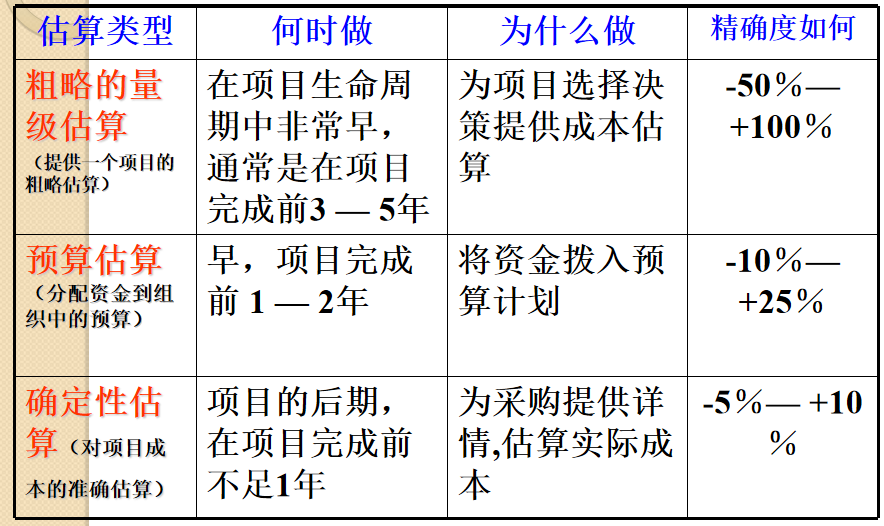 估算类型
何时做
为什么做
精确度如何
粗略的量
级估算
（提供一个项目的
粗略估算）
在项目生命周
期中非常早，
通常是在项目
完成前3 — 5年
为项目选择决
策提供成本估
算
-50％—
+100％
预算估算
（分配资金到组
织中的预算）
早，项目完成
前 1 — 2年
将资金拨入预
算计划
-10％—
+25％
确定性估
算（对项目成
本的准确估算）
项目的后期，
在项目完成前
不足1年
为采购提供详
情,估算实际成
本
-5％— +10
％